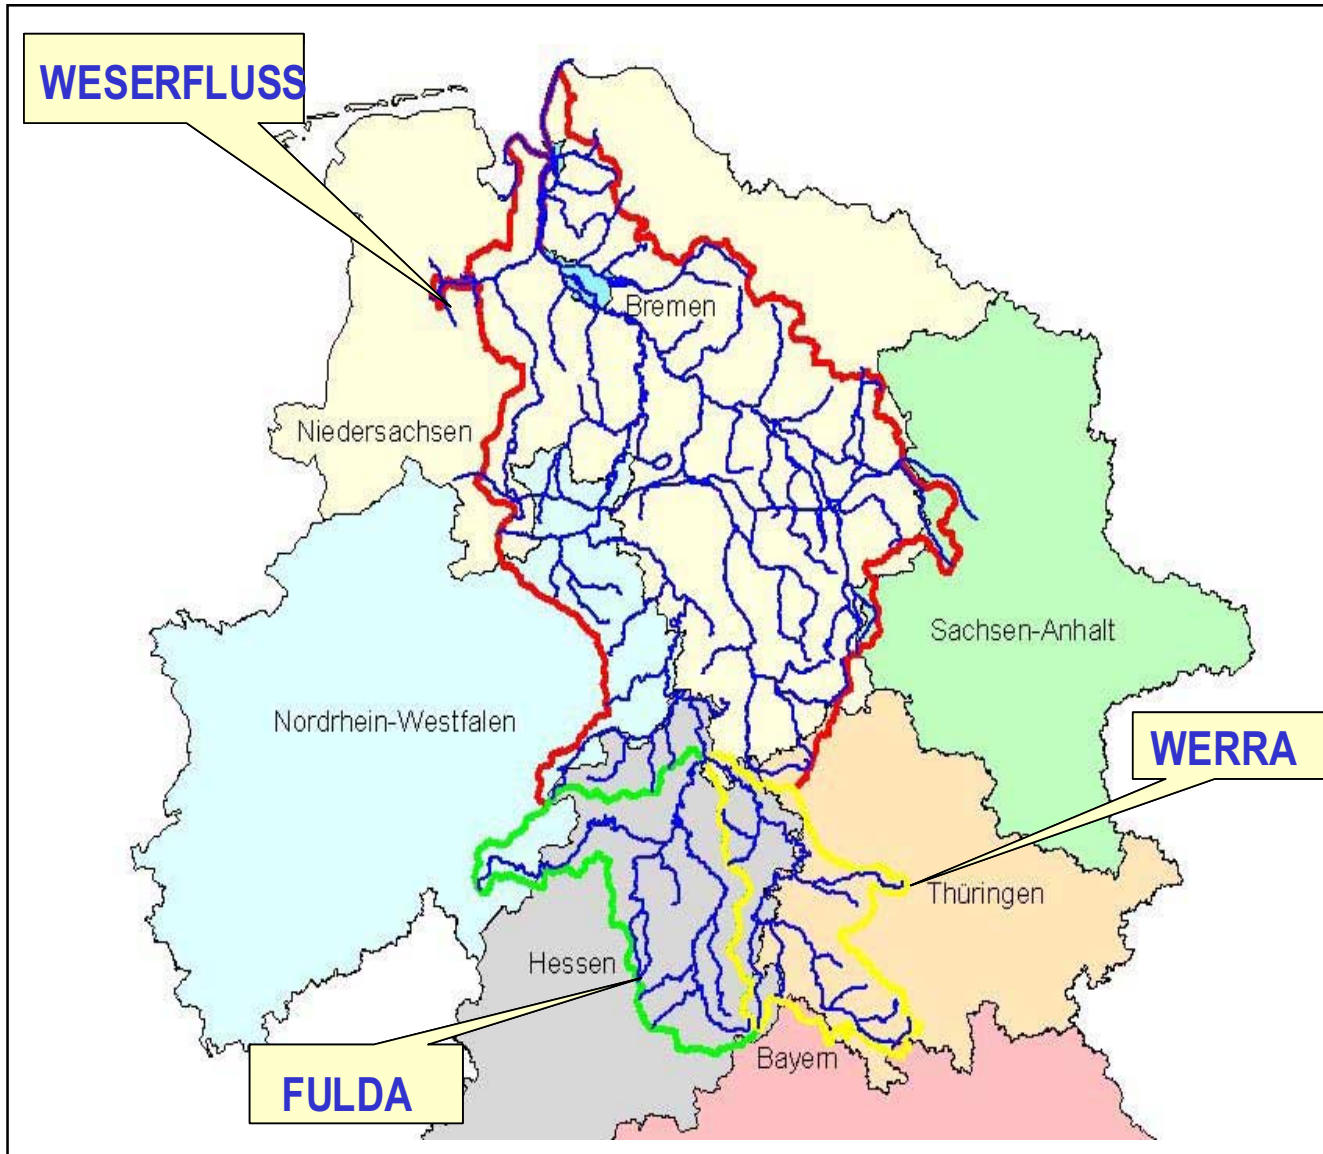 WESERFLUSS
Bremen
Niedersachsen
Sachsen-Anhalt
Nordrhein-Westfalen
WERRA
Thüringen
Hessen
Bayern
FULDA